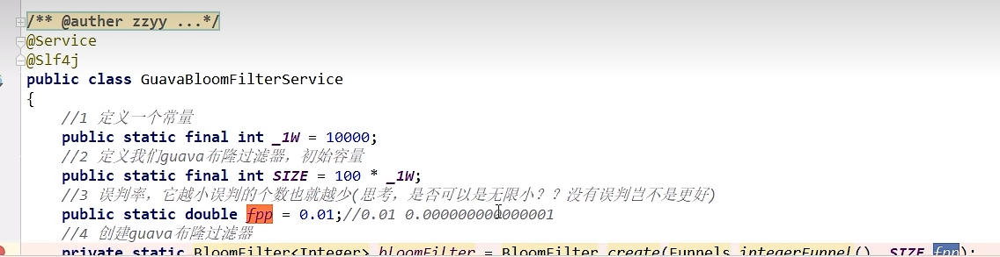 /** @auther zzyy ...*/
@Service
@Slf4j
public class GuavaBloomFilterService
{
//1 定义一个常量
public static final int _1W = 10000;
//2 定义我们guava布隆过滤器，初始容量
public static final int SIZE = 100 * _1W;
//3 误判率，它越小误判的个数也就越少(思考，是否可以是无限小？？没有误判岂不是更好)
public static double fpp = 0.01;//0.01 0.000000000000001
//4 创建guava布隆过滤器
private static BloomFilter<Integer> bloomFilter = BloomFilter.create(Funnels.integerFunnel(), SIZE,fpp);